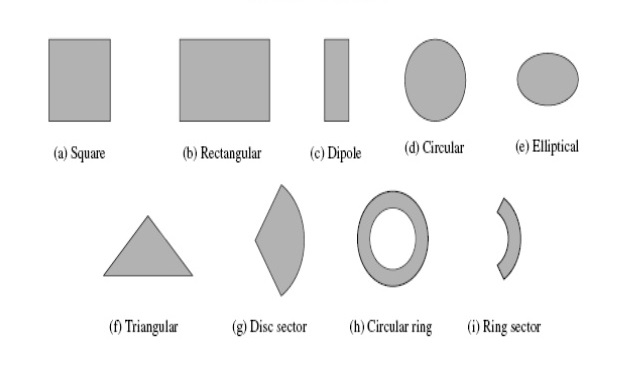 (a) Square (b) Rectangular (c) Dipole (d) Circular (e) Elliptical
(f) Triangular (g) Disc sector (h) Circular ring (i) Ring sector